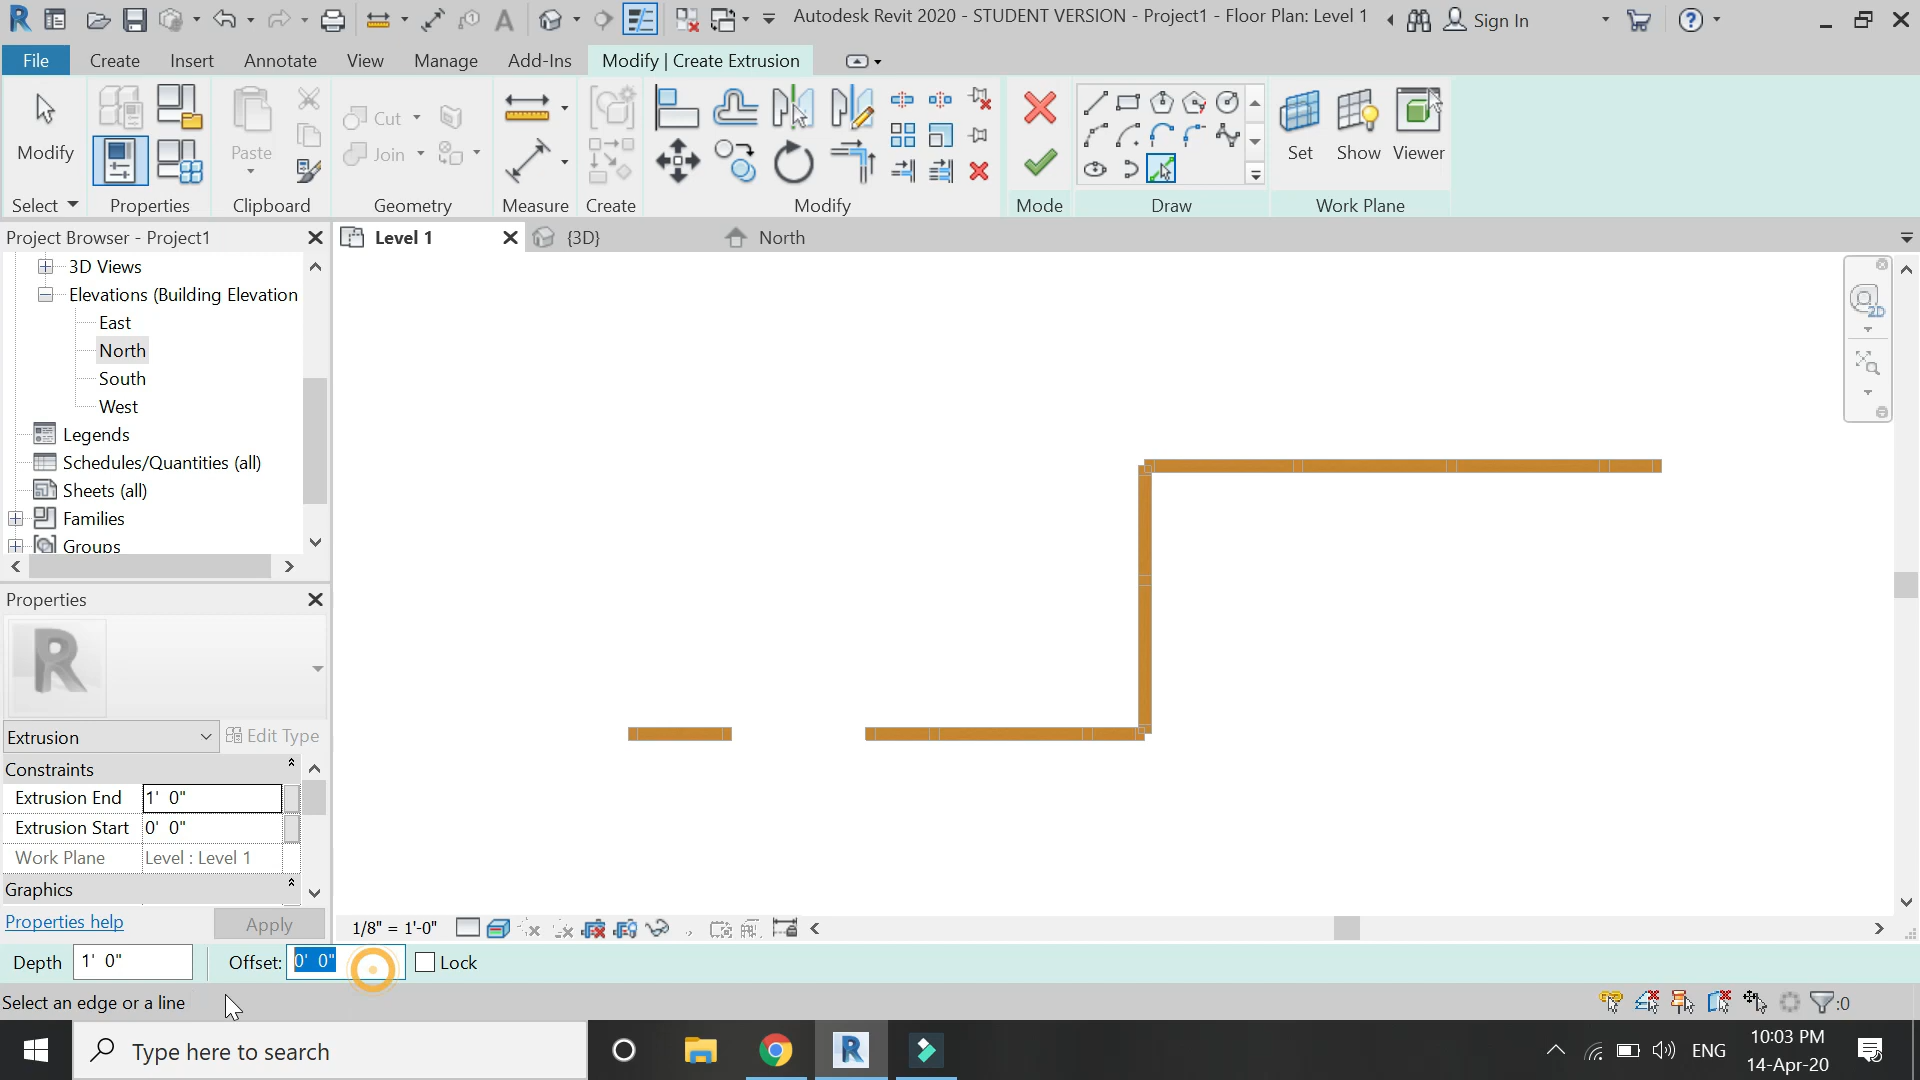 Autodesk Revit 2020 - STUDENT VERSION - Project1 - Floor Plan: Level 1
Sign In
File
Create
Insert
Annotate
View
Manage
Add-Ins
Modify | Create Extrusion
Modify
Paste
Cut
Join
Set
Show
Viewer
Select
Properties
Clipboard
Geometry
Measure
Create
Modify
Mode
Draw
Work Plane
Project Browser - Project1
Level 1
{3D}
North
3D Views
Elevations (Building Elevation
East
North
South
West
Legends
Schedules/Quantities (all)
Sheets (all)
Families
Groups
2D
Properties
Extrusion
Edit Type
Constraints
Extrusion End 1' 0"
Extrusion Start 0' 0"
Work Plane Level : Level 1
Graphics
Properties help
Apply
1/8" = 1'-0"
Depth 1' 0"
Offset: 0' 0"
Lock
Select an edge or a line
:0
Type here to search
ENG
10:03 PM
14-Apr-20